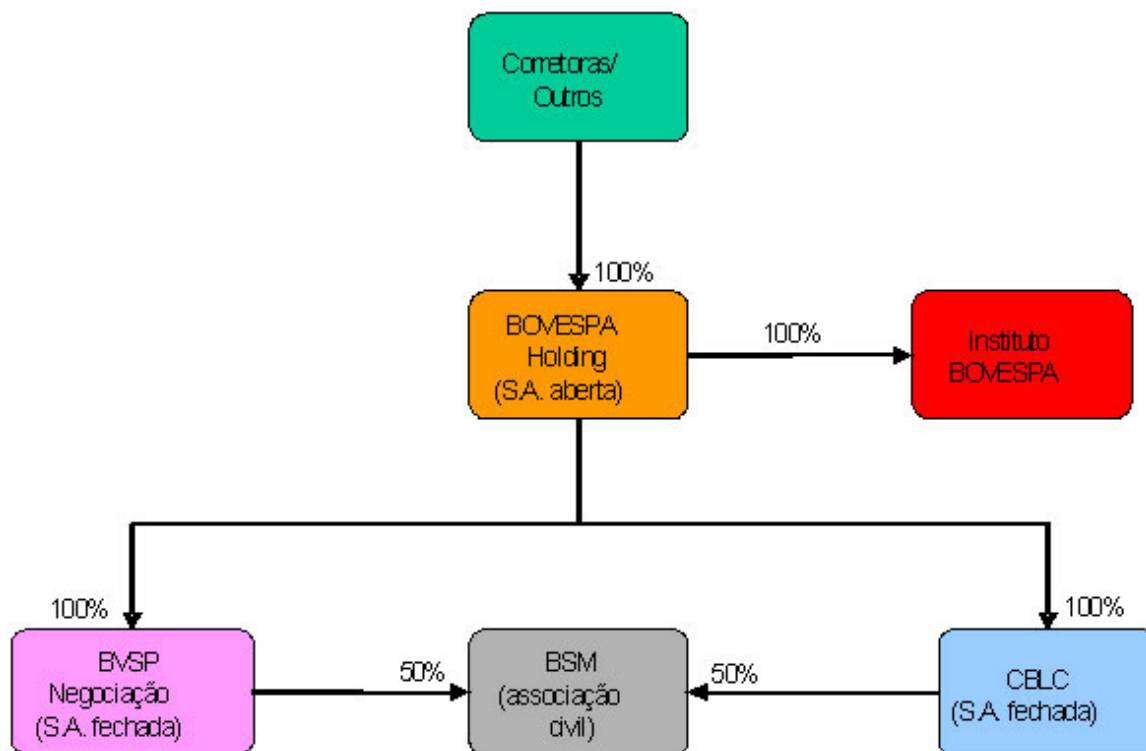 Corretoras/
Outros
100%
BOVESPA
Holding
(S.A. aberta)
100%
Instituto
BOVESPA
100%
100%
BVSP
Negociação
(S.A. fechada)
50%
BSM
(associação
civil)
50%
CBLC
(S.A. fechada)